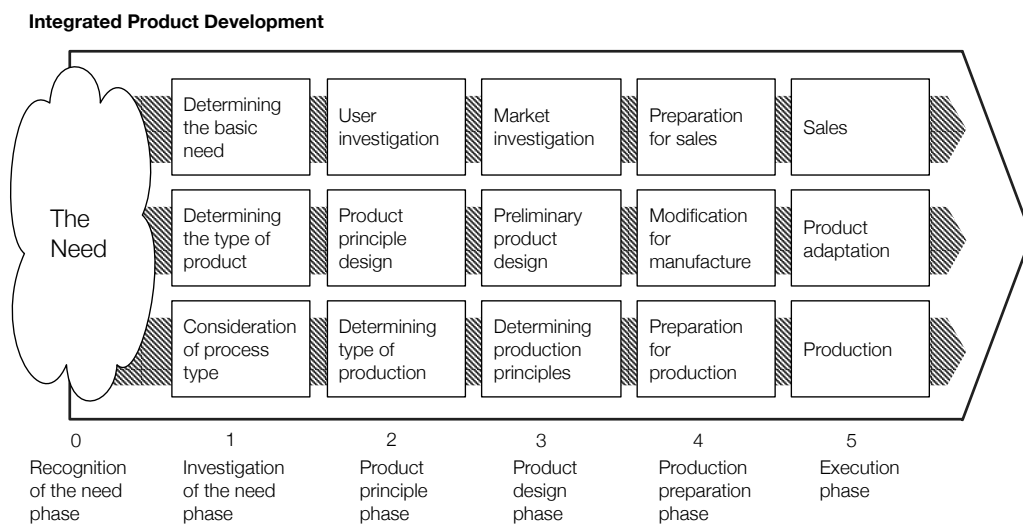 Integrated Product Development
The
Need
Determining
the basic
need
User
investigation
Market
investigation
Preparation
for sales
Sales
Determining
the type of
product
Product
principle
design
Preliminary
product
design
Modification
for
manufacture
Product
adaptation
Consideration
of process
type
Determining
type of
production
Determining
production
principles
Preparation
for
production
Production
0
Recognition
of the need
phase
1
Investigation
of the need
phase
2
Product
principle
phase
3
Product
design
phase
4
Production
preparation
phase
5
Execution
phase